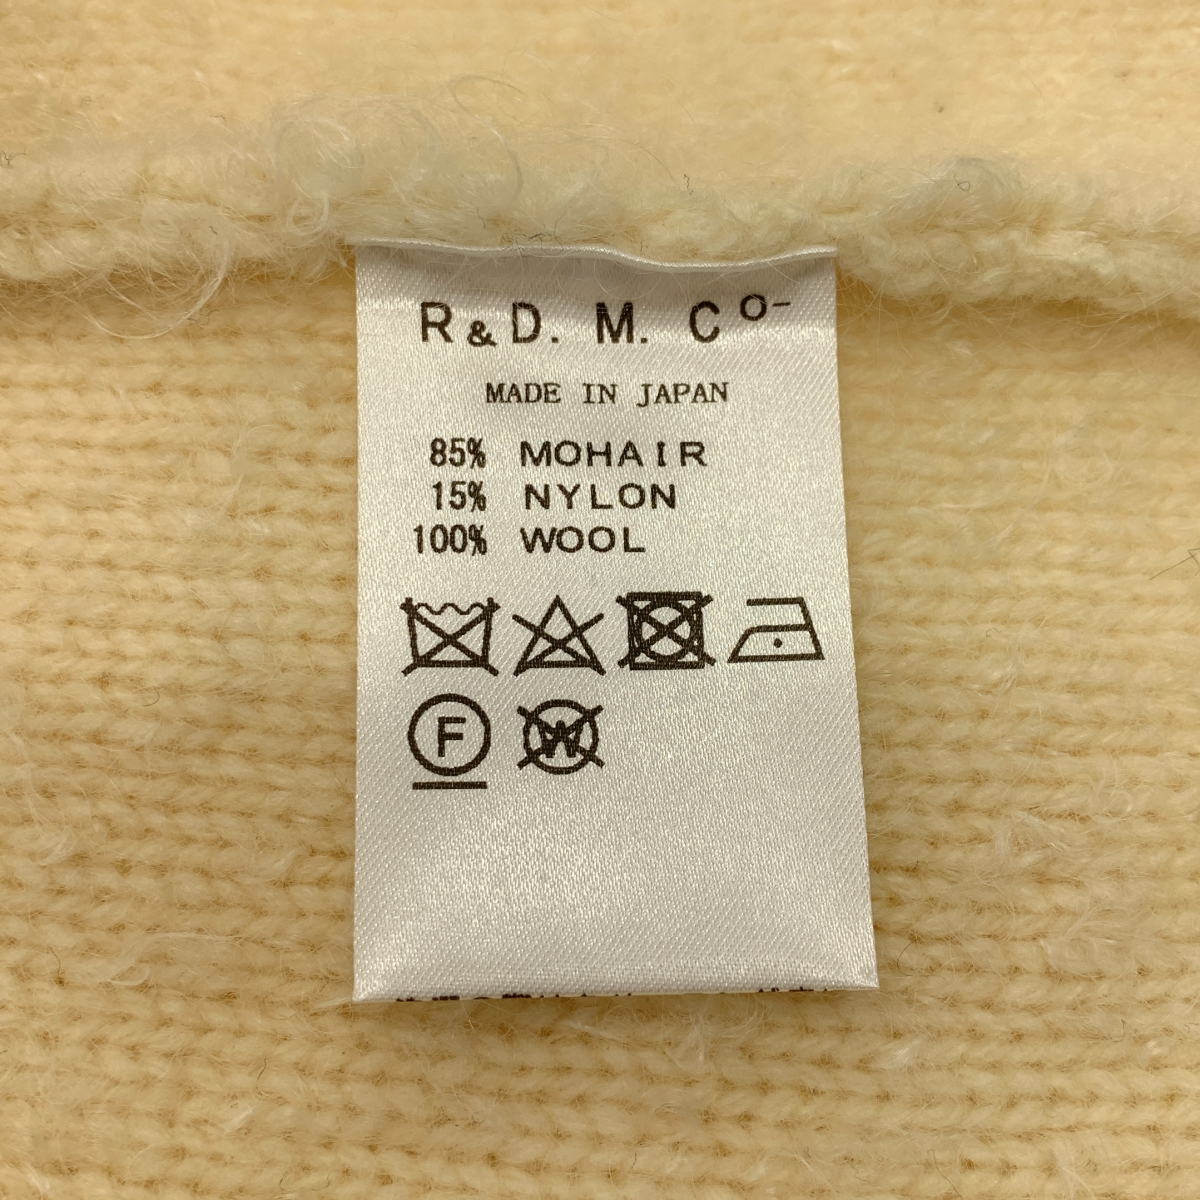 R&D. M. Co-
MADE IN JAPAN
85% MOHAIR
15% NYLON
100% WOOL
F
W